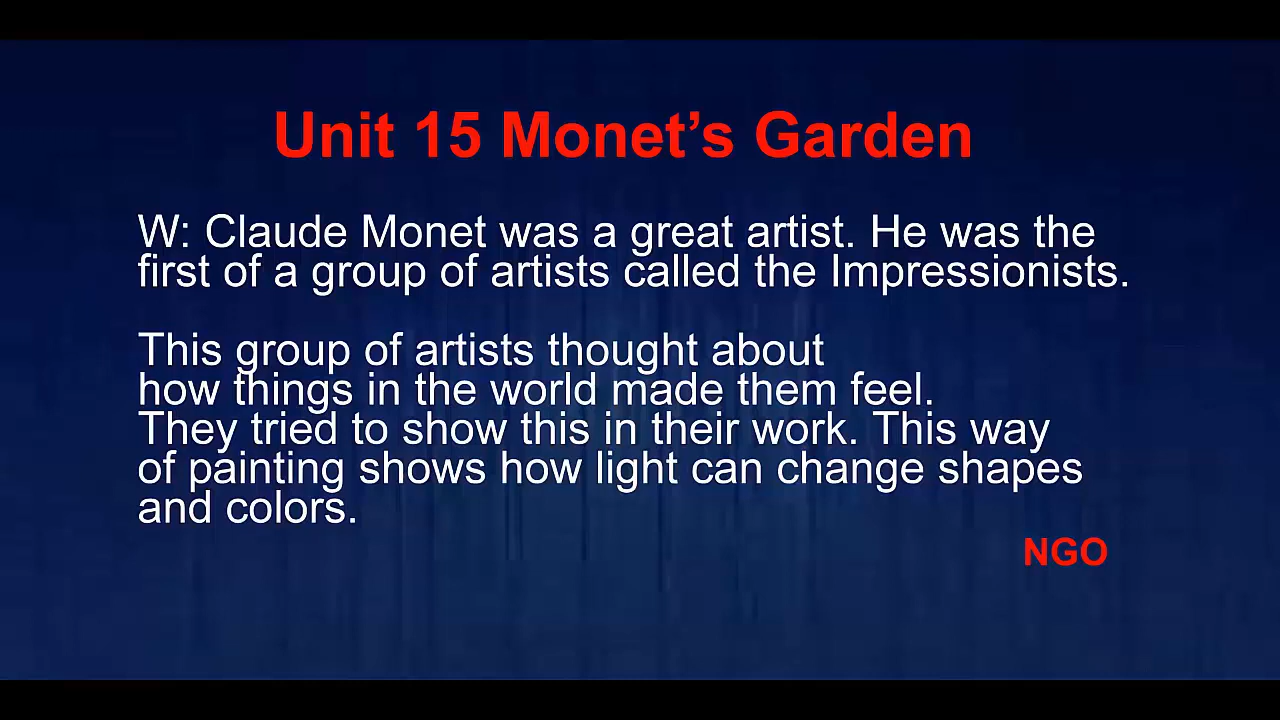 Unit 15 Monet’s Garden
W: Claude Monet was a great artist. He was the
first of a group of artists called the Impressionists.
This group of artists thought about
how things in the world made them feel.
They tried to show this in their work. This way
of painting shows how light can change shapes
and colors.
NGO